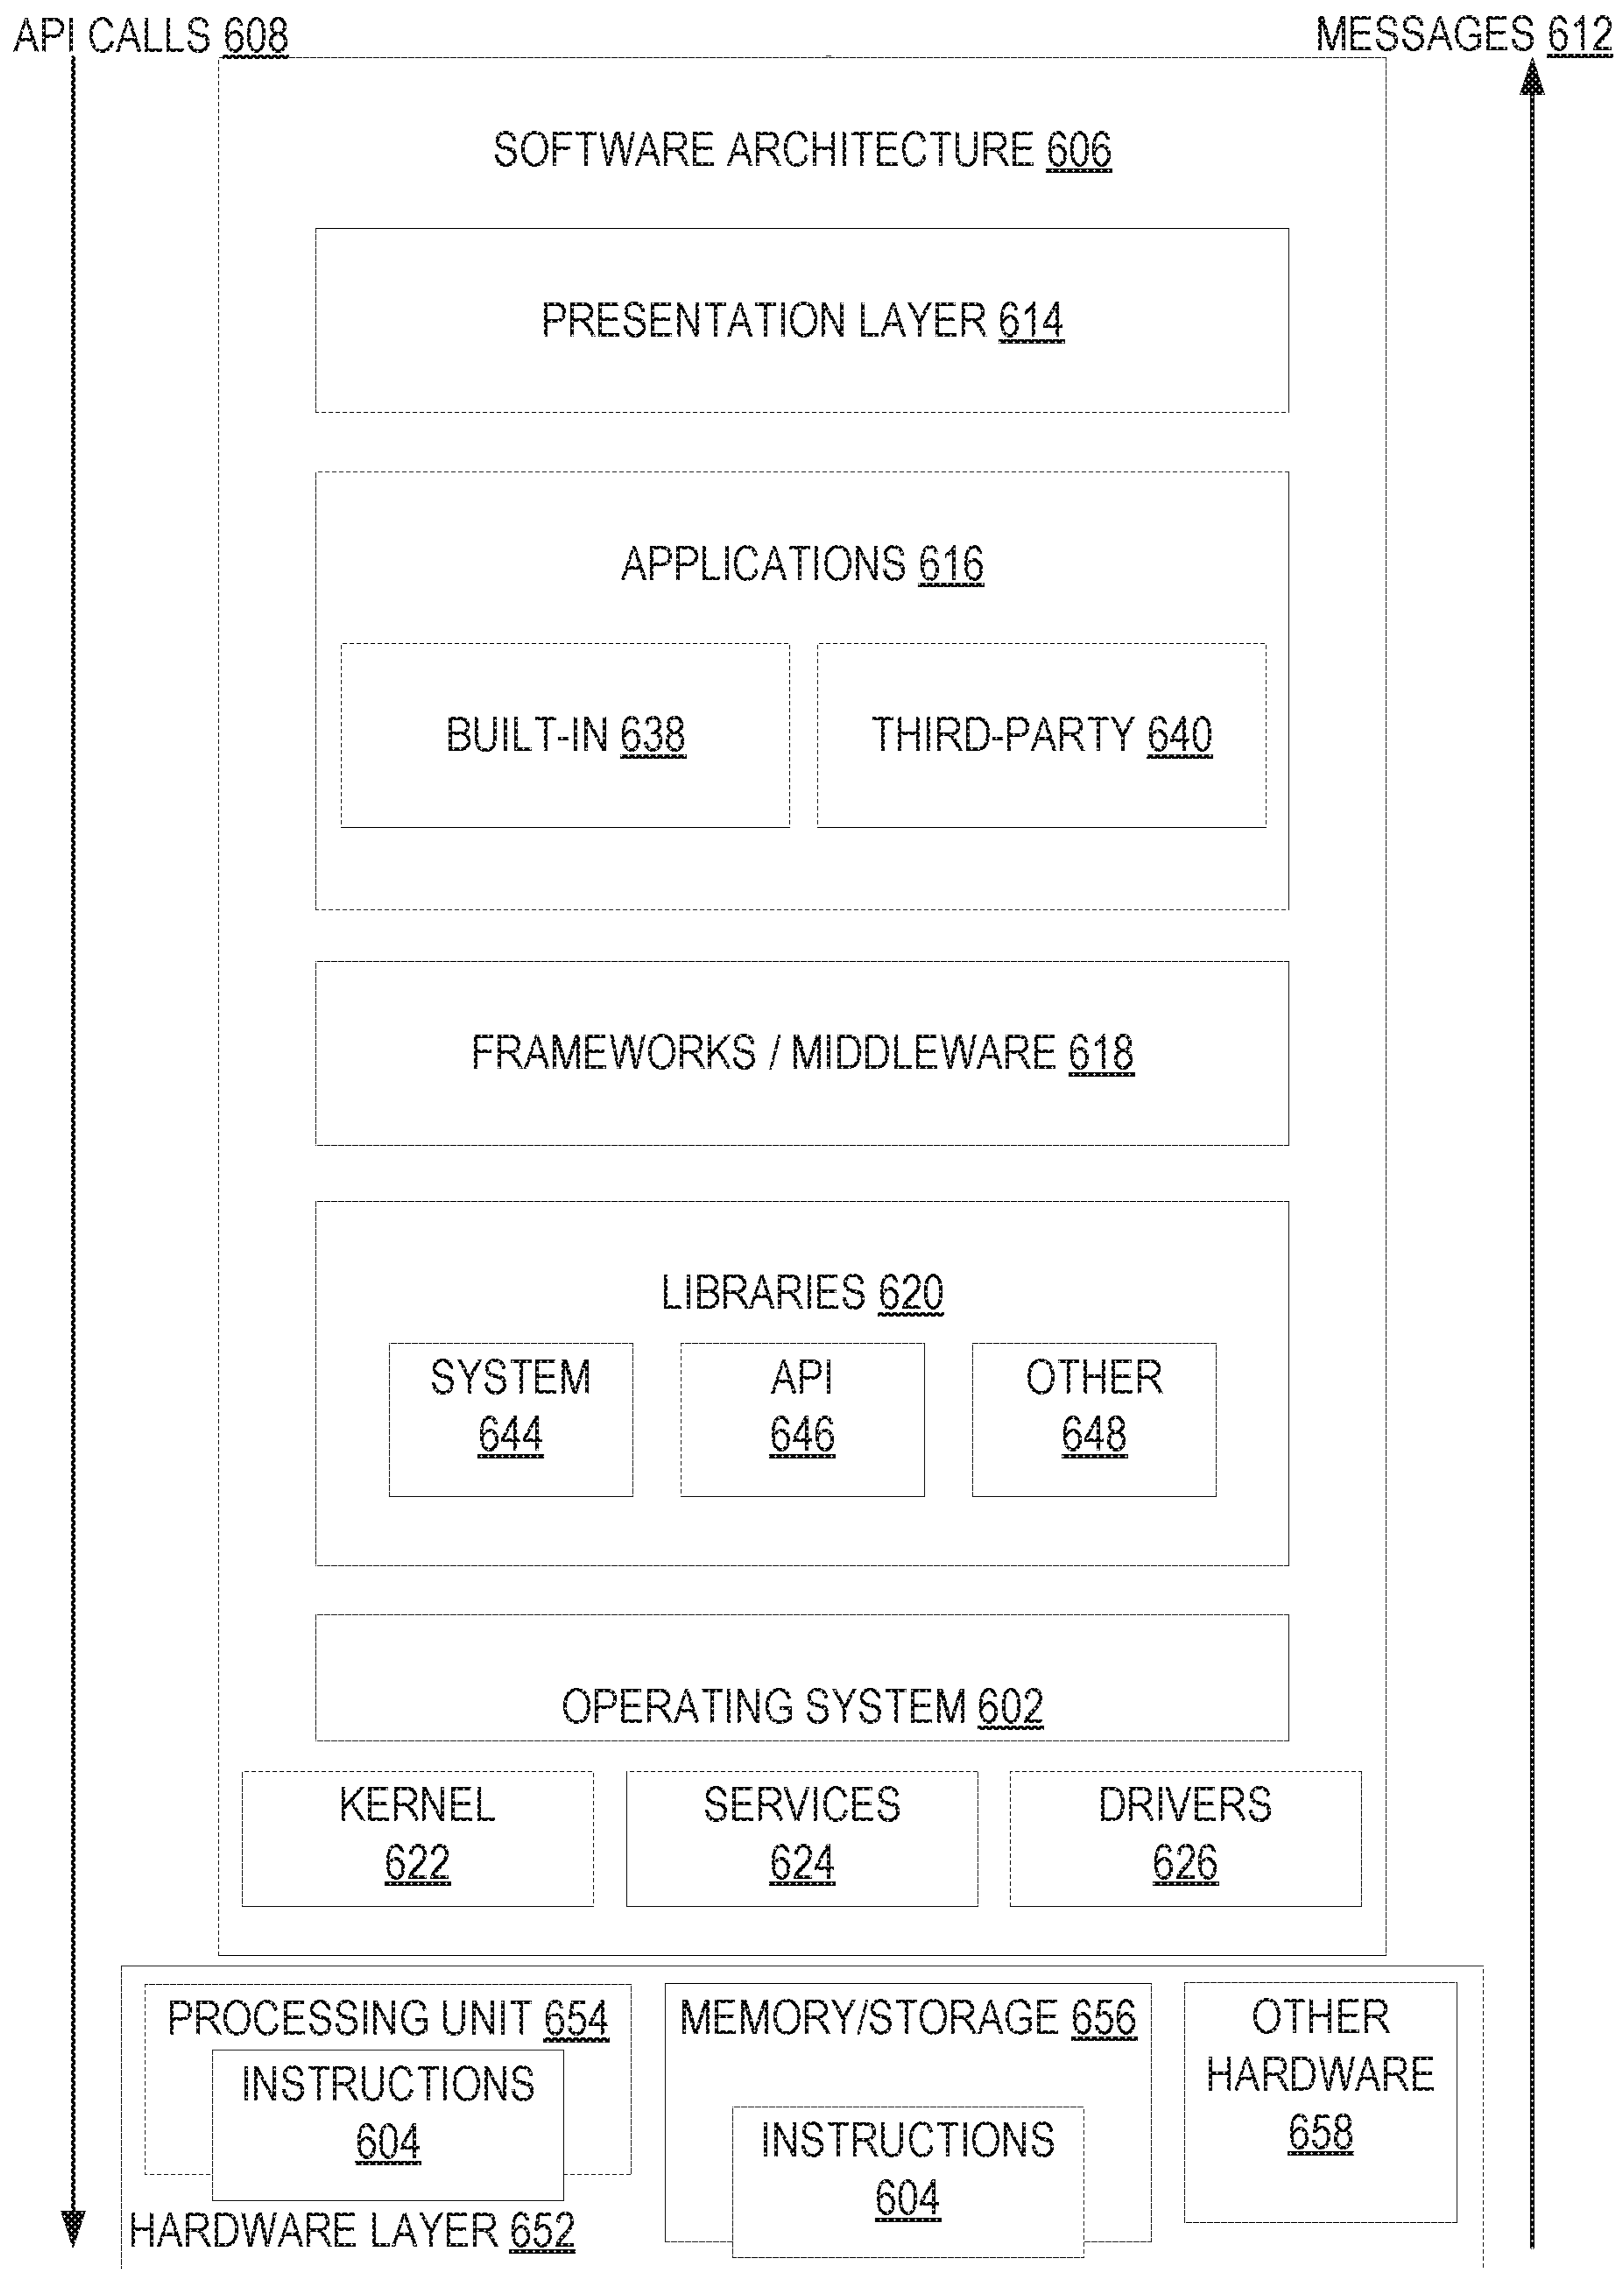 API CALLS 608
MESSAGES 612
SOFTWARE ARCHITECTURE 606
PRESENTATION LAYER 614
APPLICATIONS 616
BUILT-IN 638
THIRD-PARTY 640
FRAMEWORKS / MIDDLEWARE 618
LIBRARIES 620
SYSTEM
644
API
646
OTHER
648
OPERATING SYSTEM 602
KERNEL
622
SERVICES
624
DRIVERS
626
PROCESSING UNIT 654
INSTRUCTIONS
604
MEMORY/STORAGE 656
INSTRUCTIONS
604
OTHER
HARDWARE
658
HARDWARE LAYER 652